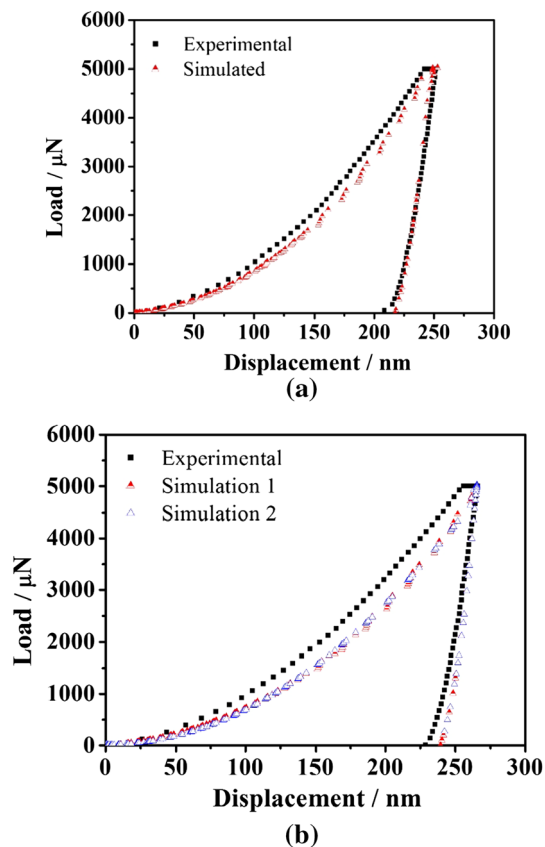 6000
5000
4000
3000
2000
1000
0
Load / μN
Experimental
Simulated
0 50 100 150 200 250 300
Displacement / nm
(a)
6000
5000
4000
3000
2000
1000
0
Load / μN
Experimental
Simulation 1
Simulation 2
0 50 100 150 200 250 300
Displacement / nm
(b)